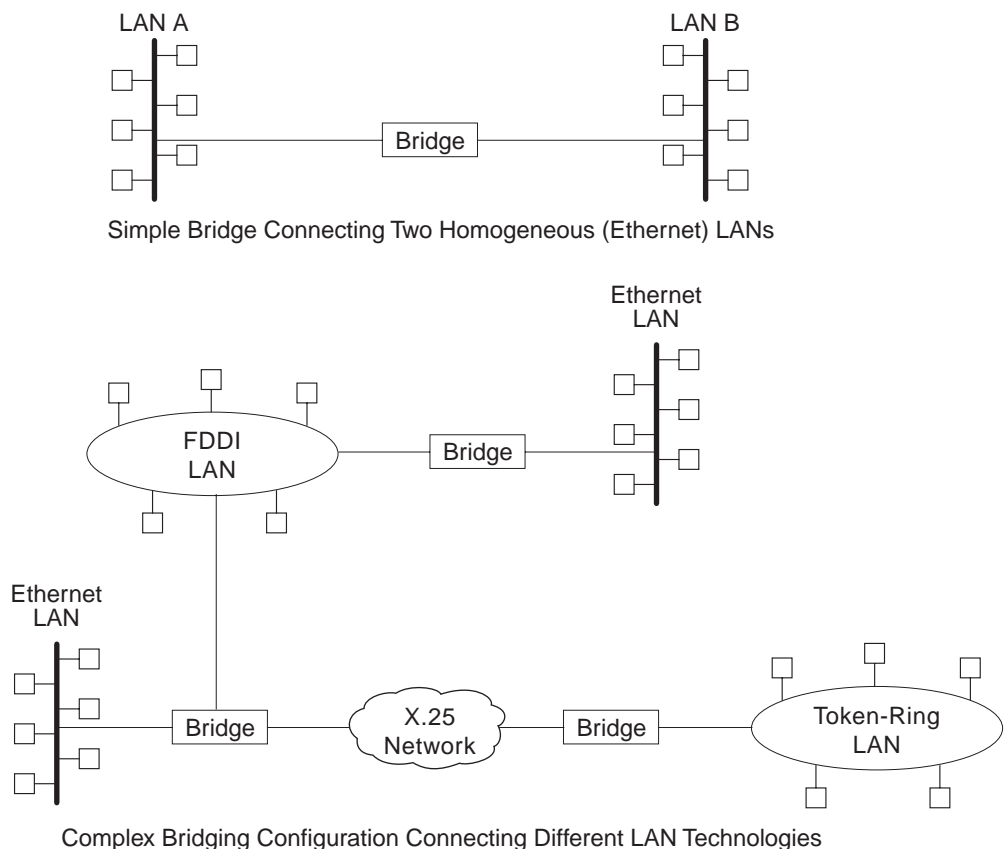 LAN A
LAN B
Bridge
Simple Bridge Connecting Two Homogeneous (Ethernet) LANs
Ethernet
LAN
FDDI
LAN
Bridge
Ethernet
LAN
Bridge
X.25
Network
Bridge
Token-Ring
LAN
Complex Bridging Configuration Connecting Different LAN Technologies